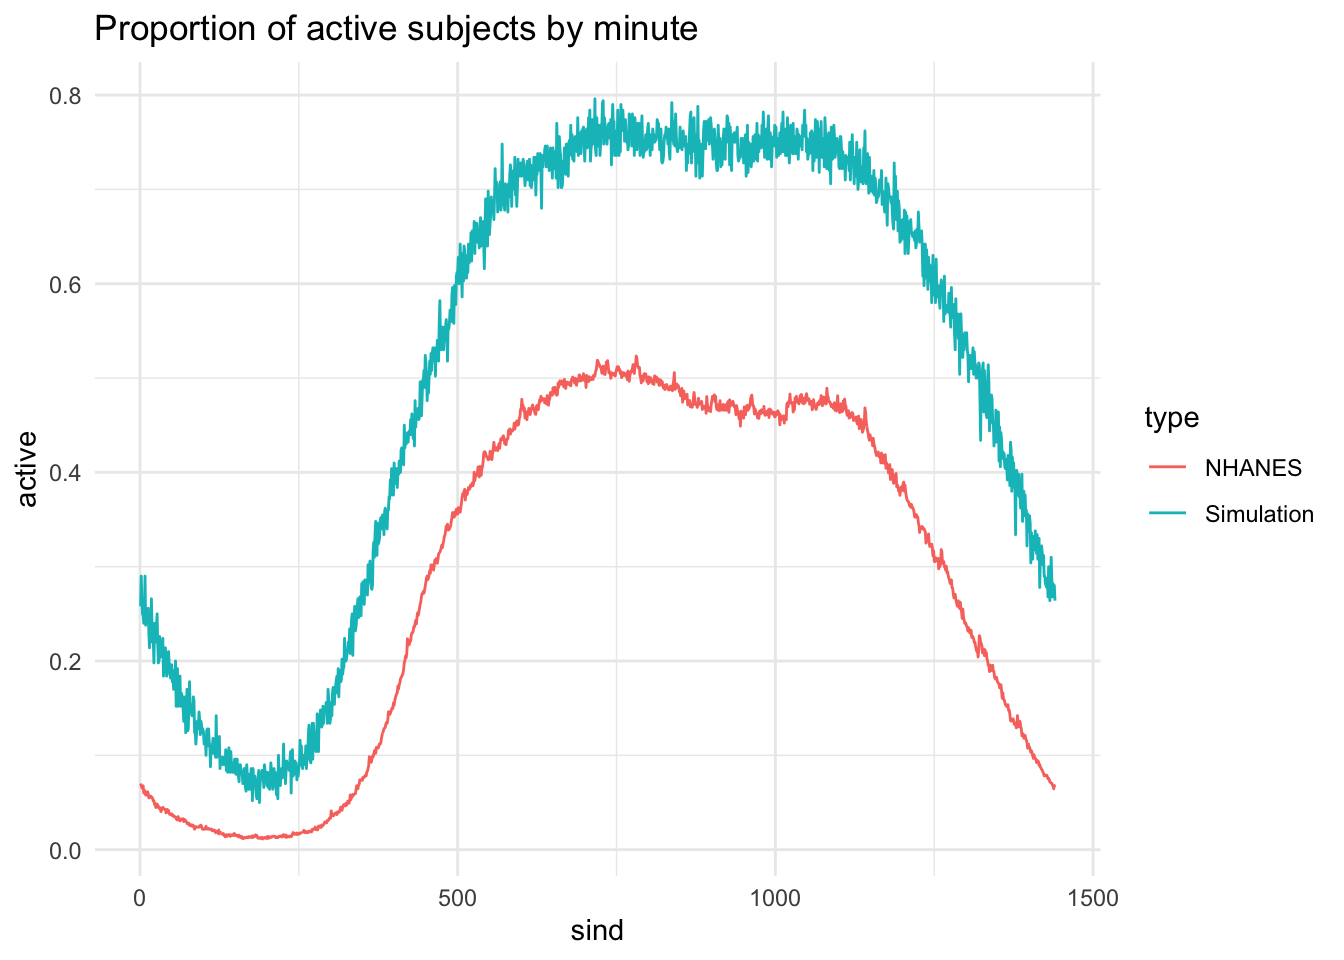 Proportion of active subjects by minute
0.8
0.6
0.4
0.2
0.0
active
0
500
1000
1500
sind
type
NHANES
Simulation